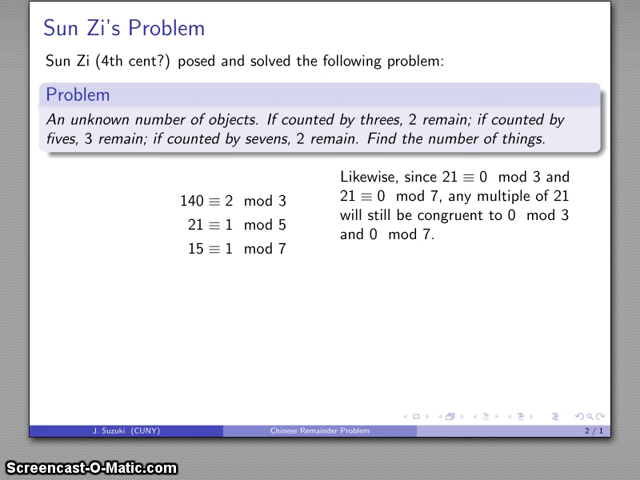 Sun Zi's Problem
Sun Zi (4th cent?) posed and solved the following problem:
Problem
An unknown number of objects. If counted by threes, 2 remain; if counted by
fives, 3 remain; if counted by sevens, 2 remain. Find the number of things.
140 ≡ 2 mod 3
21 ≡ 1 mod 5
15 ≡ 1 mod 7
Likewise, since 21 ≡ 0 mod 3 and
21 ≡ 0 mod 7, any multiple of 21
will still be congruent to 0 mod 3
and 0 mod 7.
J. Suzuki (CUNY)
Chinese Remainder Problem
2 / 1
Screencast-O-Matic.com